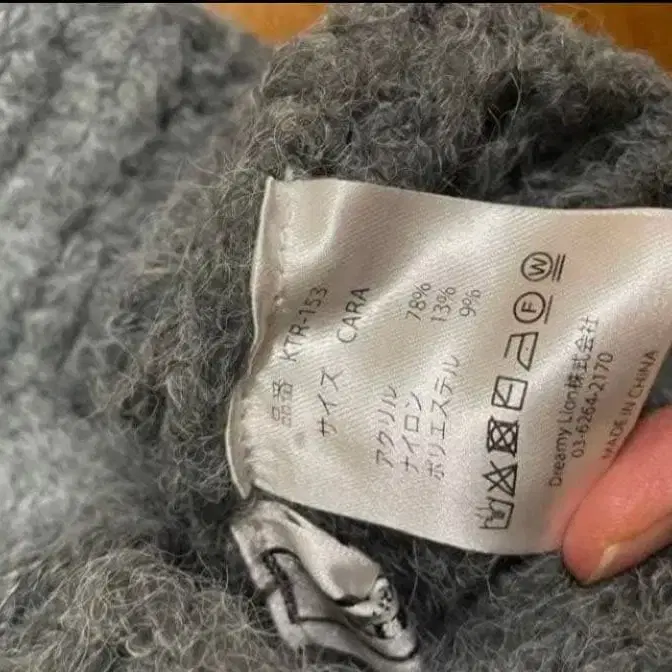 品番 KTR-153
サイズ CARA
アクリル 78%
ナイロン 13%
ポリエステル 9%
F W
Dreamy Lion株式会社
03-6264-2170
MADE IN CHINA